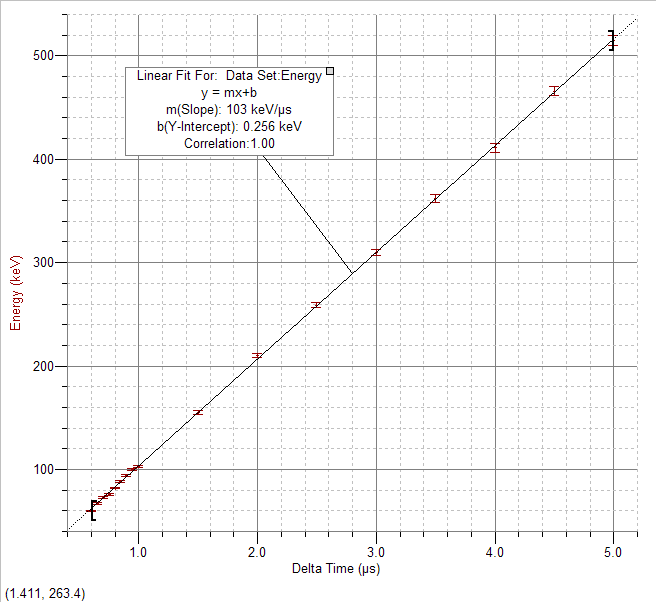 500
Linear Fit For:  Data Set:Energy
y = mx+b
m(Slope): 103 keV/µs
b(Y-Intercept): 0.256 keV
Correlation:1.00
400
300
Energy (keV)
200
100
1.0 2.0 3.0 4.0 5.0
Delta Time (µs)
(1.411, 263.4)